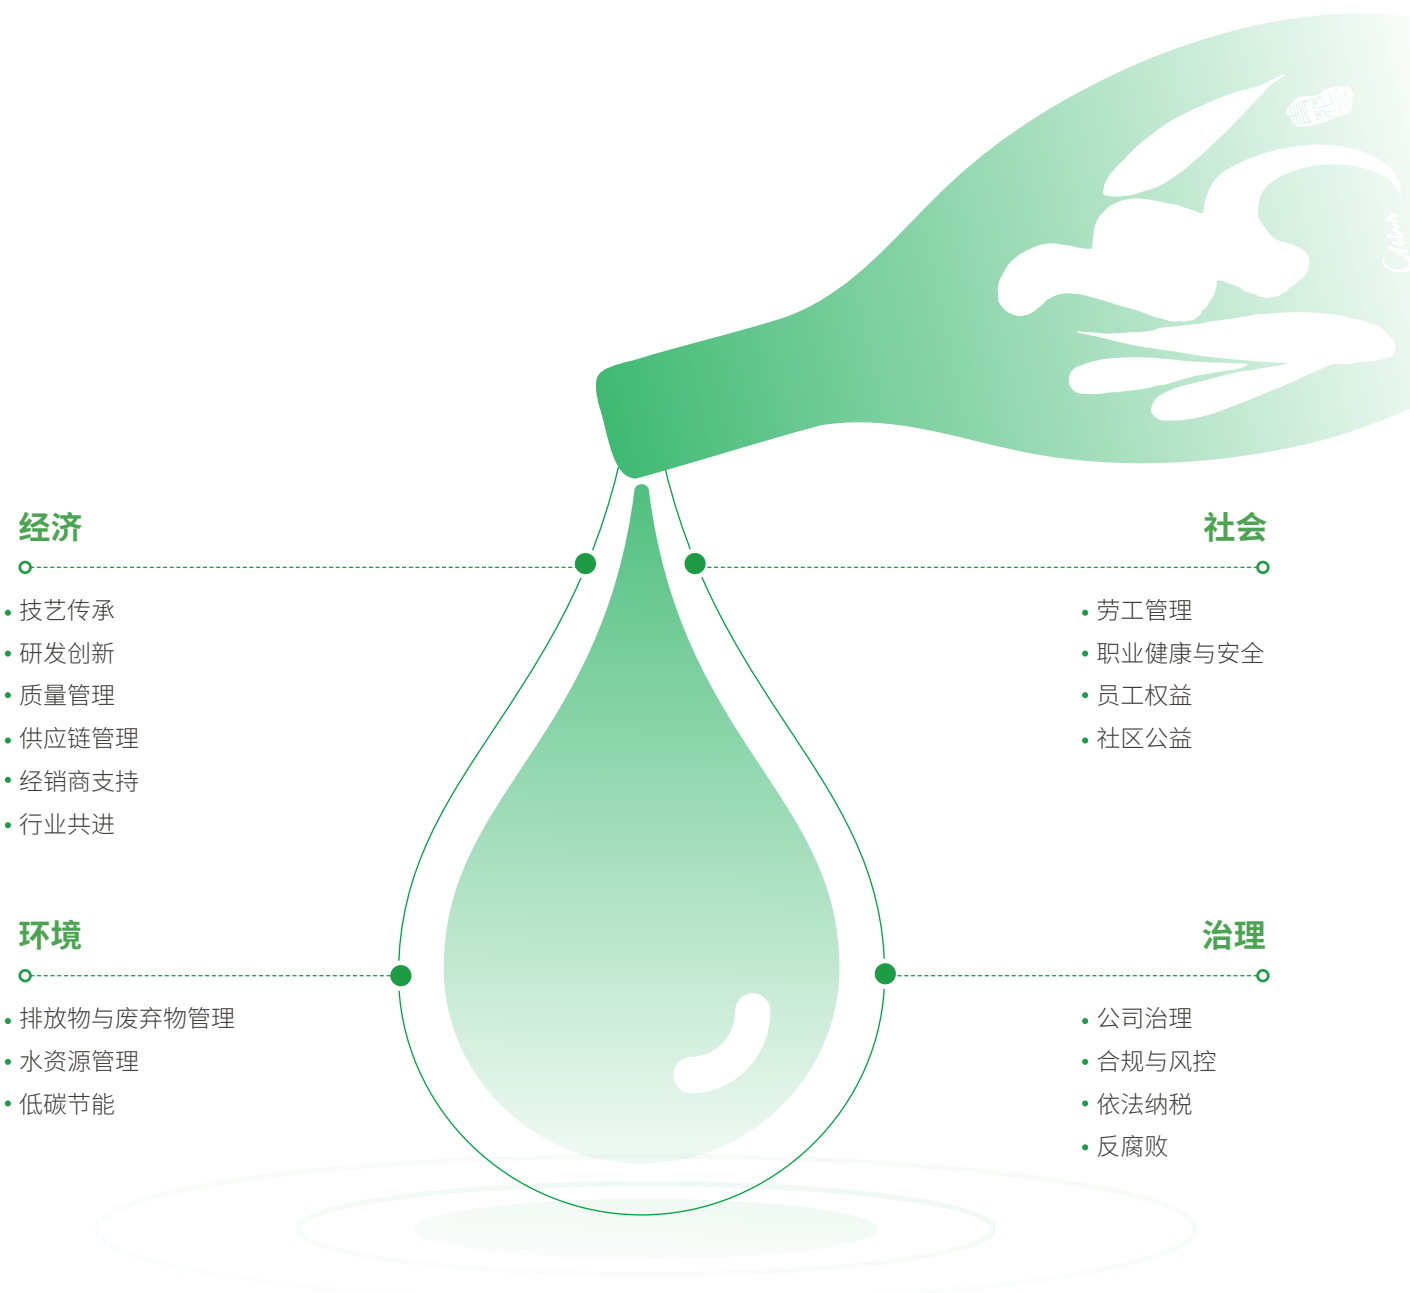 经济
技艺传承
研发创新
质量管理
供应链管理
经销商支持
行业共进
社会
劳工管理
职业健康与安全
员工权益
社区公益
环境
排放物与废弃物管理
水资源管理
低碳节能
治理
公司治理
合规与风控
依法纳税
反腐败